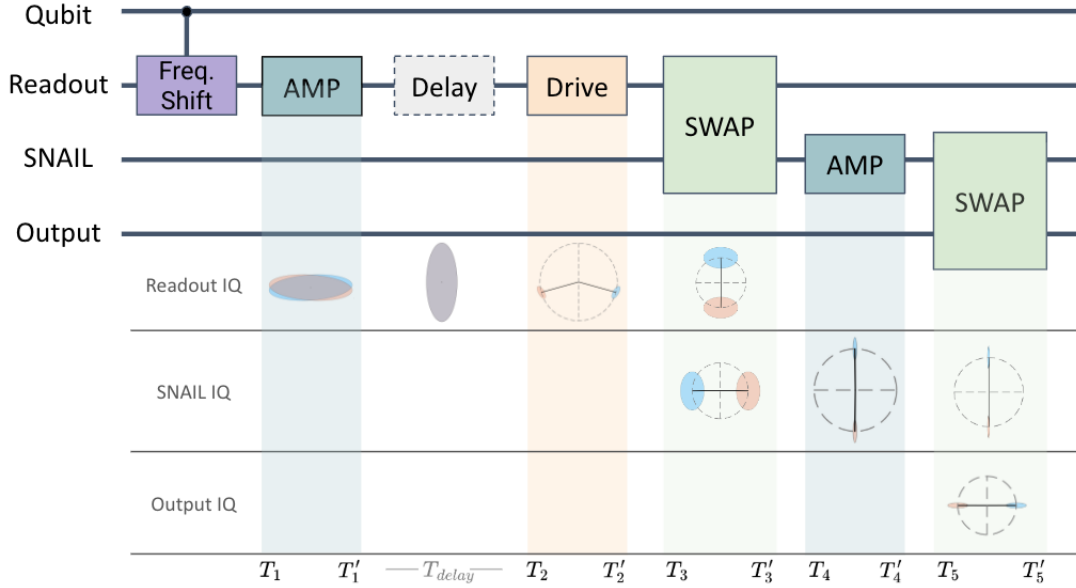 Qubit
Readout
Freq.
Shift
AMP
Delay
Drive
SWAP
SNAIL
AMP
SWAP
Output
Readout IQ
SNAIL IQ
Output IQ
T₁ T₁′ T_delay T₂ T₂′ T₃ T₃′ T₄ T₄′ T₅ T₅′